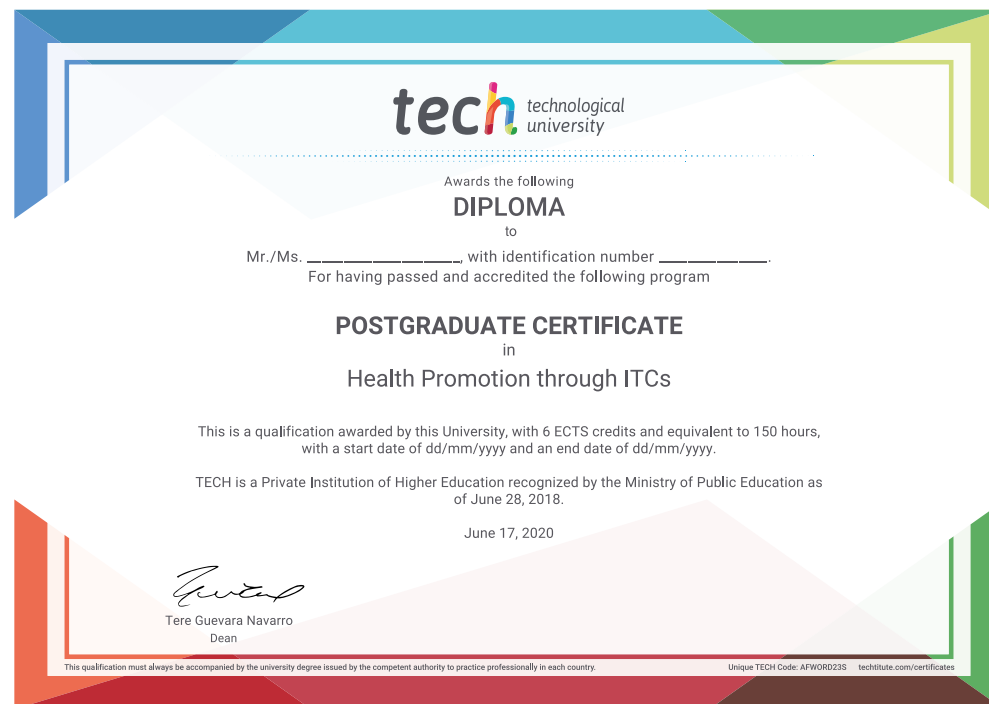 tech technological
university
Awards the following
DIPLOMA
to
Mr./Ms. ____________________, with identification number ______________.
For having passed and accredited the following program
POSTGRADUATE CERTIFICATE
in
Health Promotion through ITCs
This is a qualification awarded by this University, with 6 ECTS credits and equivalent to 150 hours,
with a start date of dd/mm/yyyy and an end date of dd/mm/yyyy.
TECH is a Private Institution of Higher Education recognized by the Ministry of Public Education as
of June 28, 2018.
June 17, 2020
Tere Guevara Navarro
Dean
This qualification must always be accompanied by the university degree issued by the competent authority to practice professionally in each country.
Unique TECH Code: AFWORD23S techtitute.com/certificates